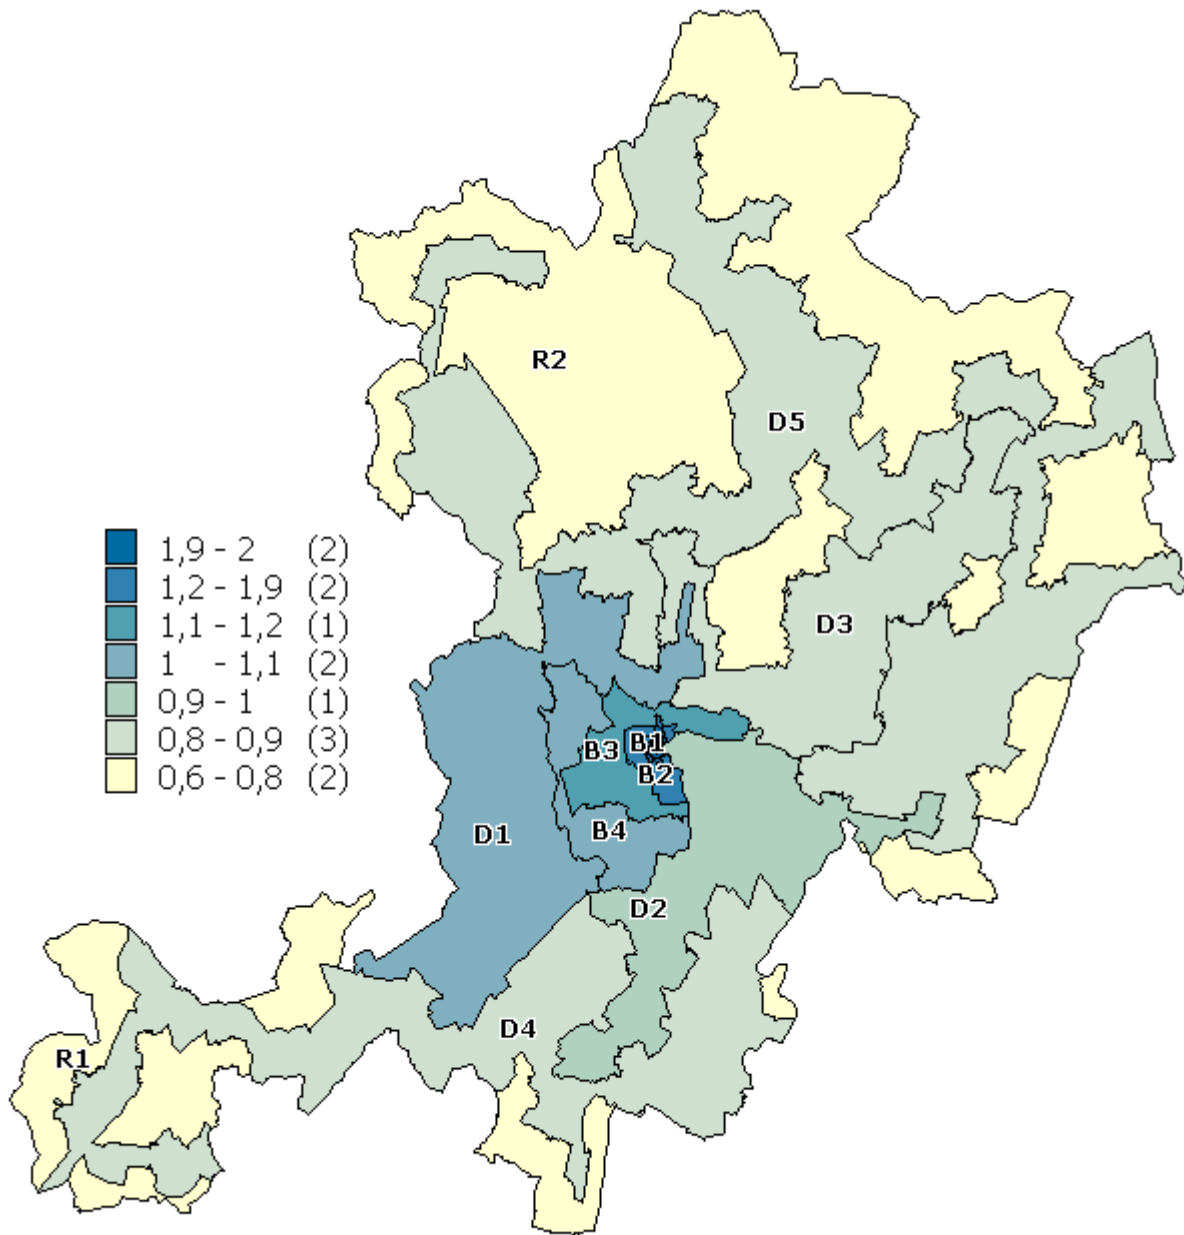 R2
D5
1,9 - 2 (2)
1,2 - 1,9 (2)
1,1 - 1,2 (1)
1 - 1,1 (2)
0,9 - 1 (1)
0,8 - 0,9 (3)
0,6 - 0,8 (2)
D3
B1
B3
B2
B4
D1
D2
D4
R1